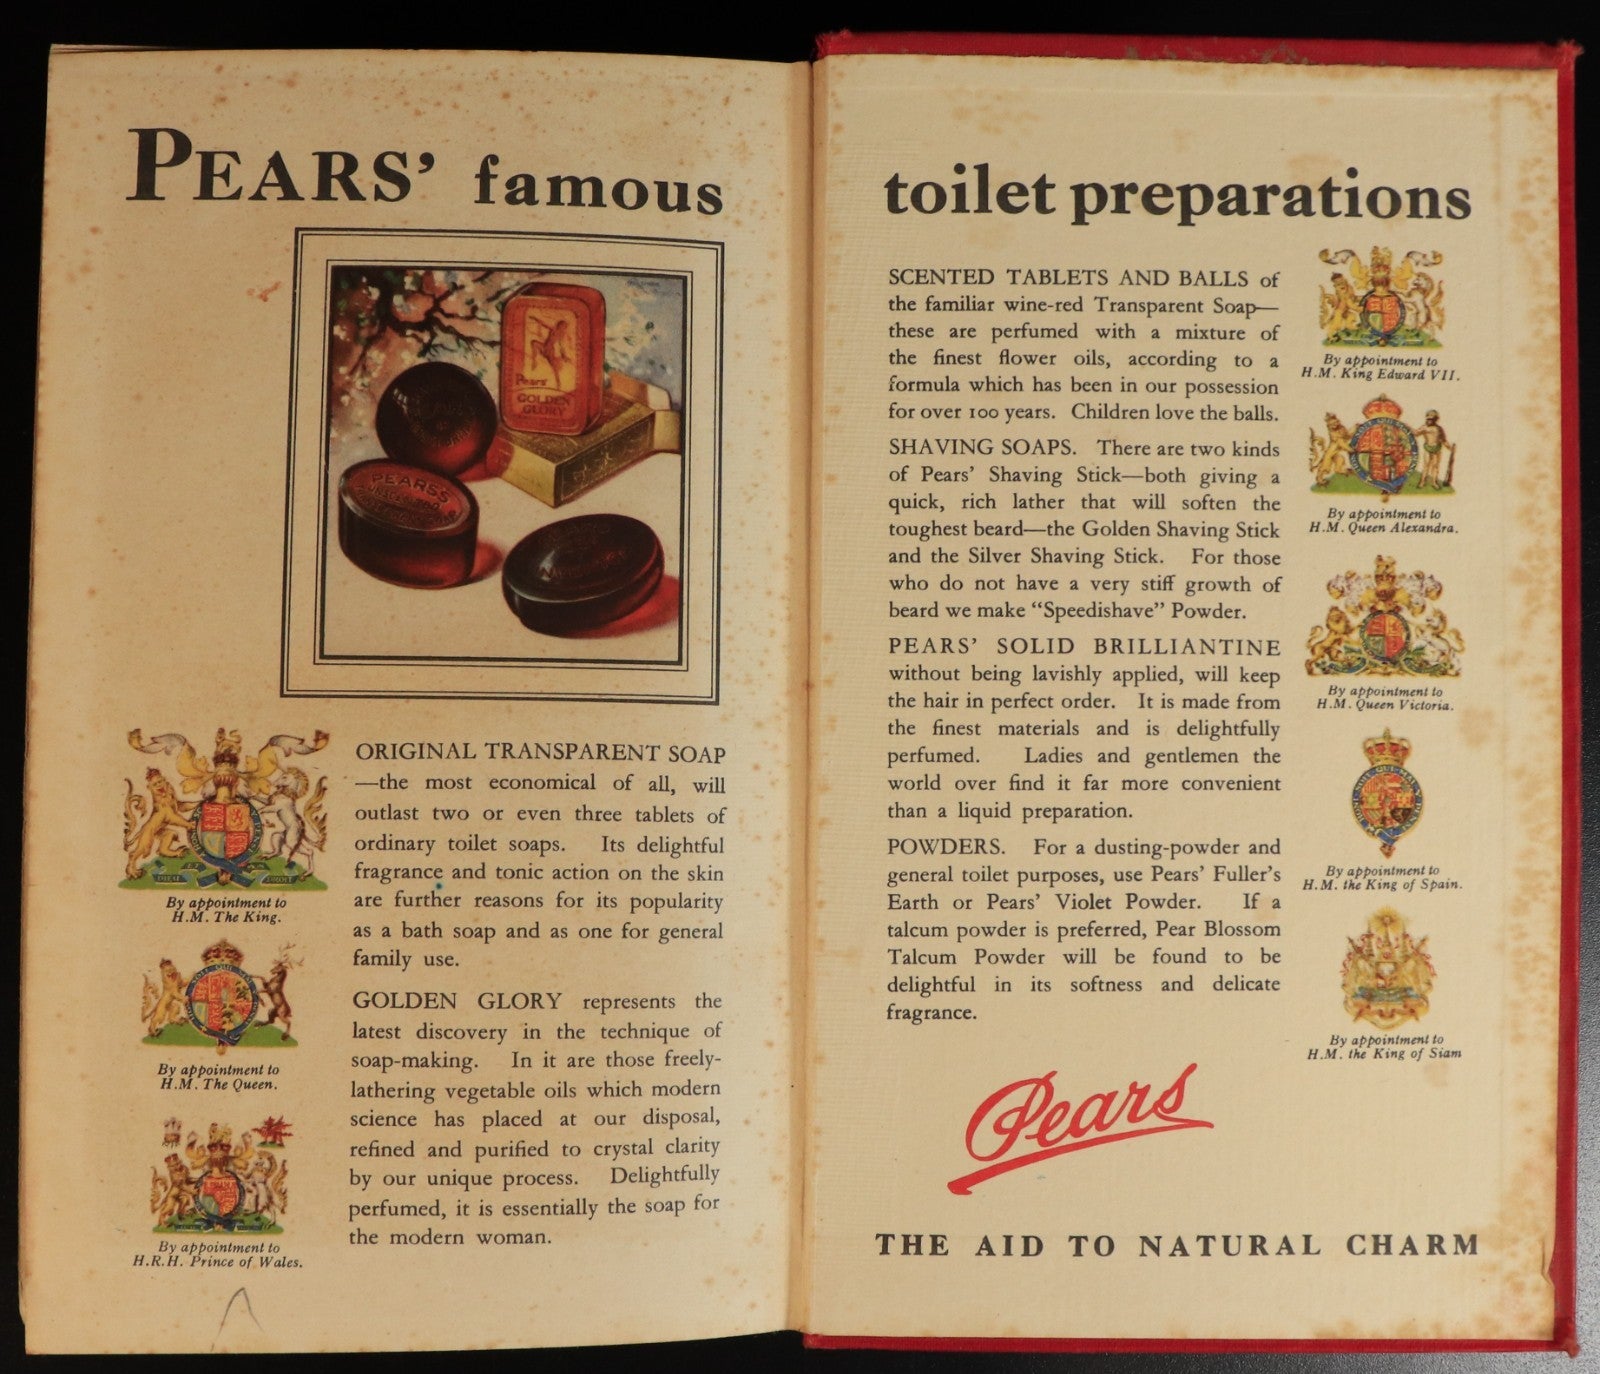 PEARS' famous
Pears'
GOLDEN
GLORY
PEARS'S
ORIGINAL TRANSPARENT SOAP
—the most economical of all, will
outlast two or even three tablets of
ordinary toilet soaps. Its delightful
fragrance and tonic action on the skin
are further reasons for its popularity
as a bath soap and as one for general
family use.
GOLDEN GLORY represents the
latest discovery in the technique of
soap-making. In it are those freely-
lathering vegetable oils which modern
science has placed at our disposal,
refined and purified to crystal clarity
by our unique process. Delightfully
perfumed, it is essentially the soap for
the modern woman.
DIEU ET MON DROIT
By appointment to
H.M. The King.
By appointment to
H.M. The Queen.
By appointment to
H.R.H. Prince of Wales.
toilet preparations
SCENTED TABLETS AND BALLS of
the familiar wine-red Transparent Soap—
these are perfumed with a mixture of
the finest flower oils, according to a
formula which has been in our possession
for over 100 years. Children love the balls.
SHAVING SOAPS. There are two kinds
of Pears' Shaving Stick—both giving a
quick, rich lather that will soften the
toughest beard—the Golden Shaving Stick
and the Silver Shaving Stick. For those
who do not have a very stiff growth of
beard we make "Speedishave" Powder.
PEARS' SOLID BRILLIANTINE
without being lavishly applied, will keep
the hair in perfect order. It is made from
the finest materials and is delightfully
perfumed. Ladies and gentlemen the
world over find it far more convenient
than a liquid preparation.
POWDERS. For a dusting-powder and
general toilet purposes, use Pears' Fuller's
Earth or Pears' Violet Powder. If a
talcum powder is preferred, Pear Blossom
Talcum Powder will be found to be
delightful in its softness and delicate
fragrance.
By appointment to
H.M. King Edward VII.
By appointment to
H.M. Queen Alexandra.
By appointment to
H.M. Queen Victoria.
By appointment to
H.M. the King of Spain.
By appointment to
H.M. the King of Siam
Pears
THE AID TO NATURAL CHARM